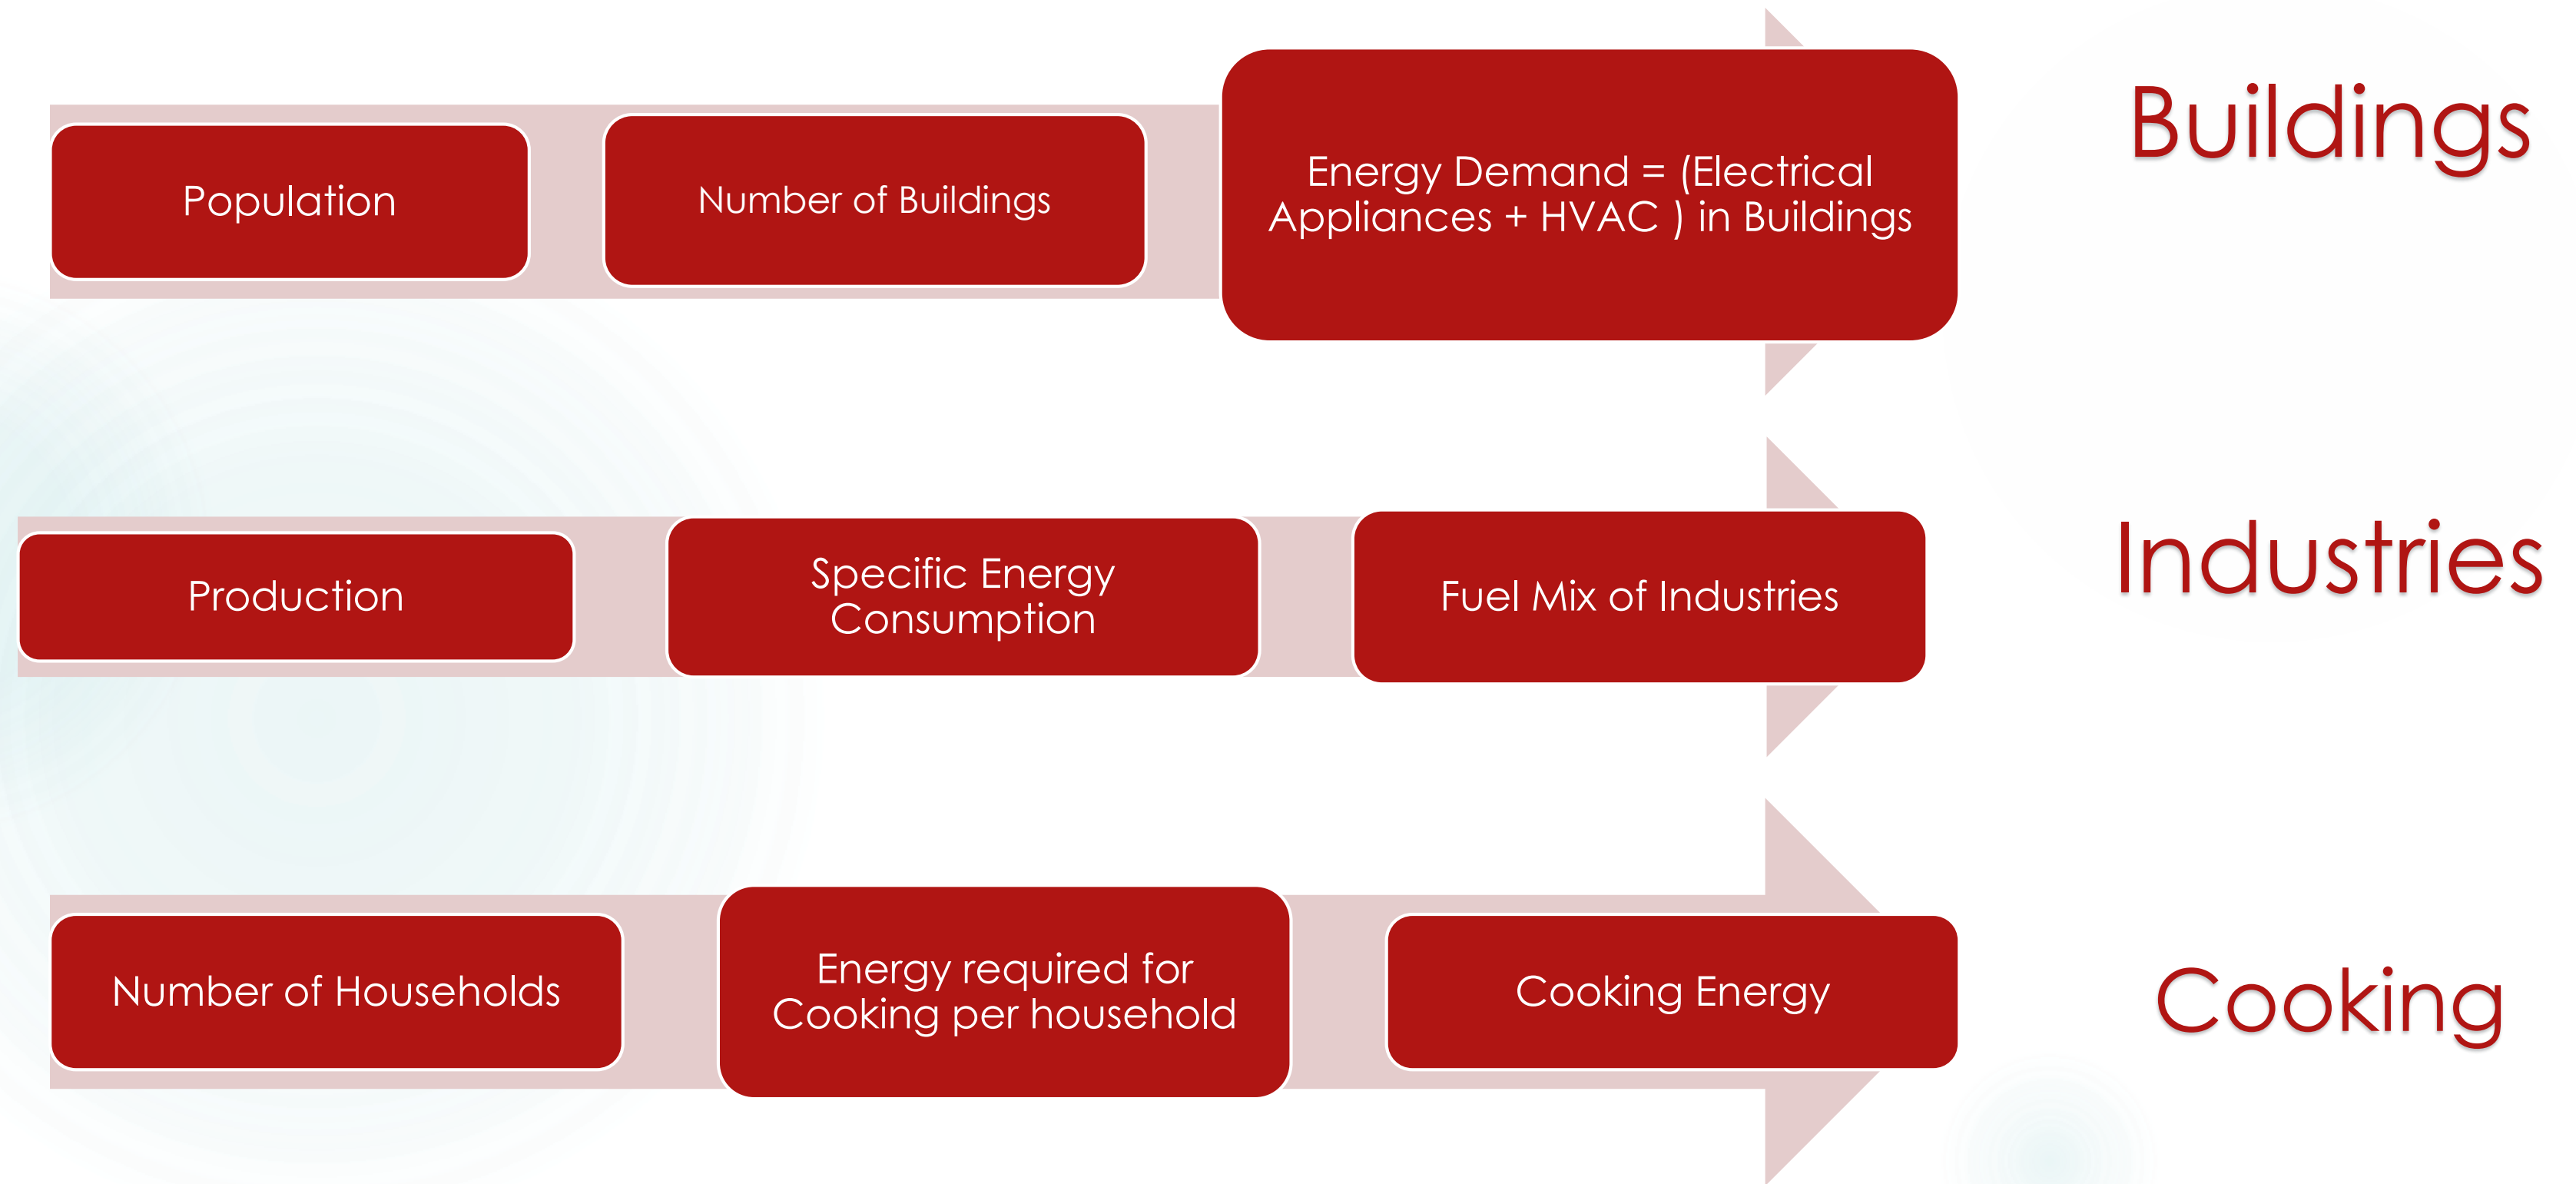 Population
Number of Buildings
Energy Demand = (Electrical
Appliances + HVAC ) in Buildings
Buildings
Production
Specific Energy
Consumption
Fuel Mix of Industries
Industries
Number of Households
Energy required for
Cooking per household
Cooking Energy
Cooking